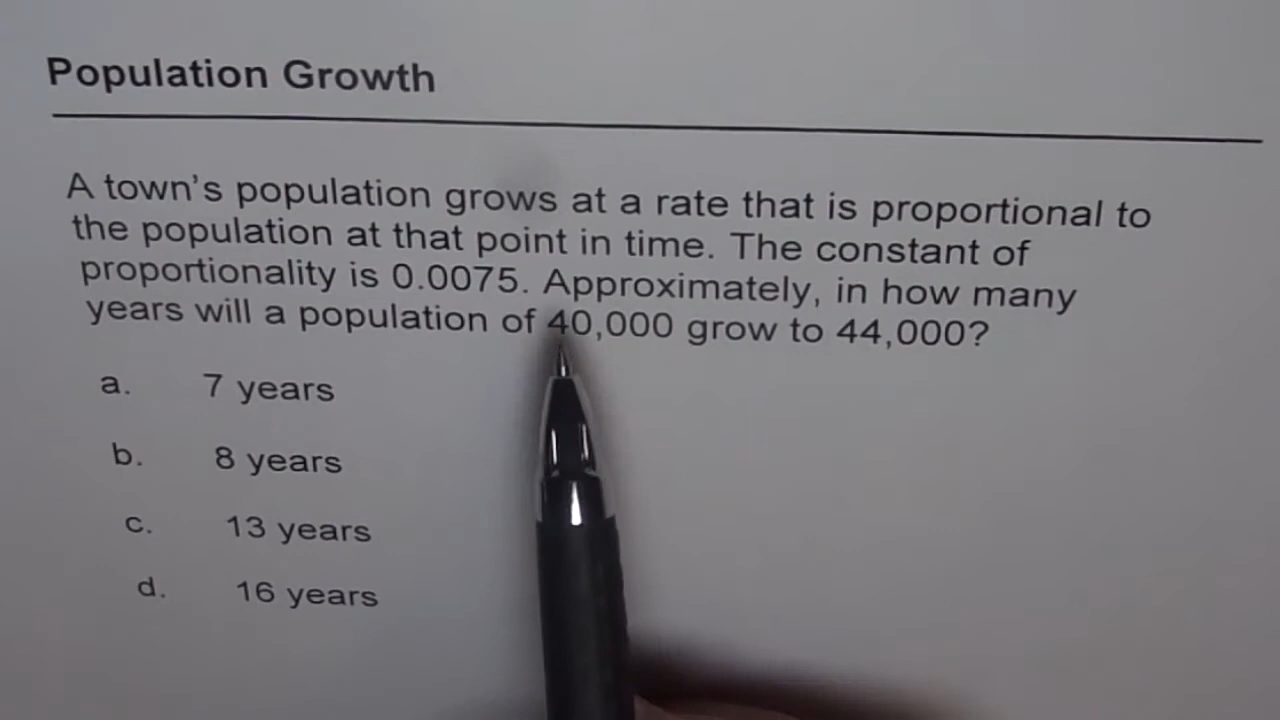 Population Growth
A town's population grows at a rate that is proportional to
the population at that point in time. The constant of
proportionality is 0.0075. Approximately, in how many
years will a population of 40,000 grow to 44,000?
a. 7 years
b. 8 years
c. 13 years
d. 16 years